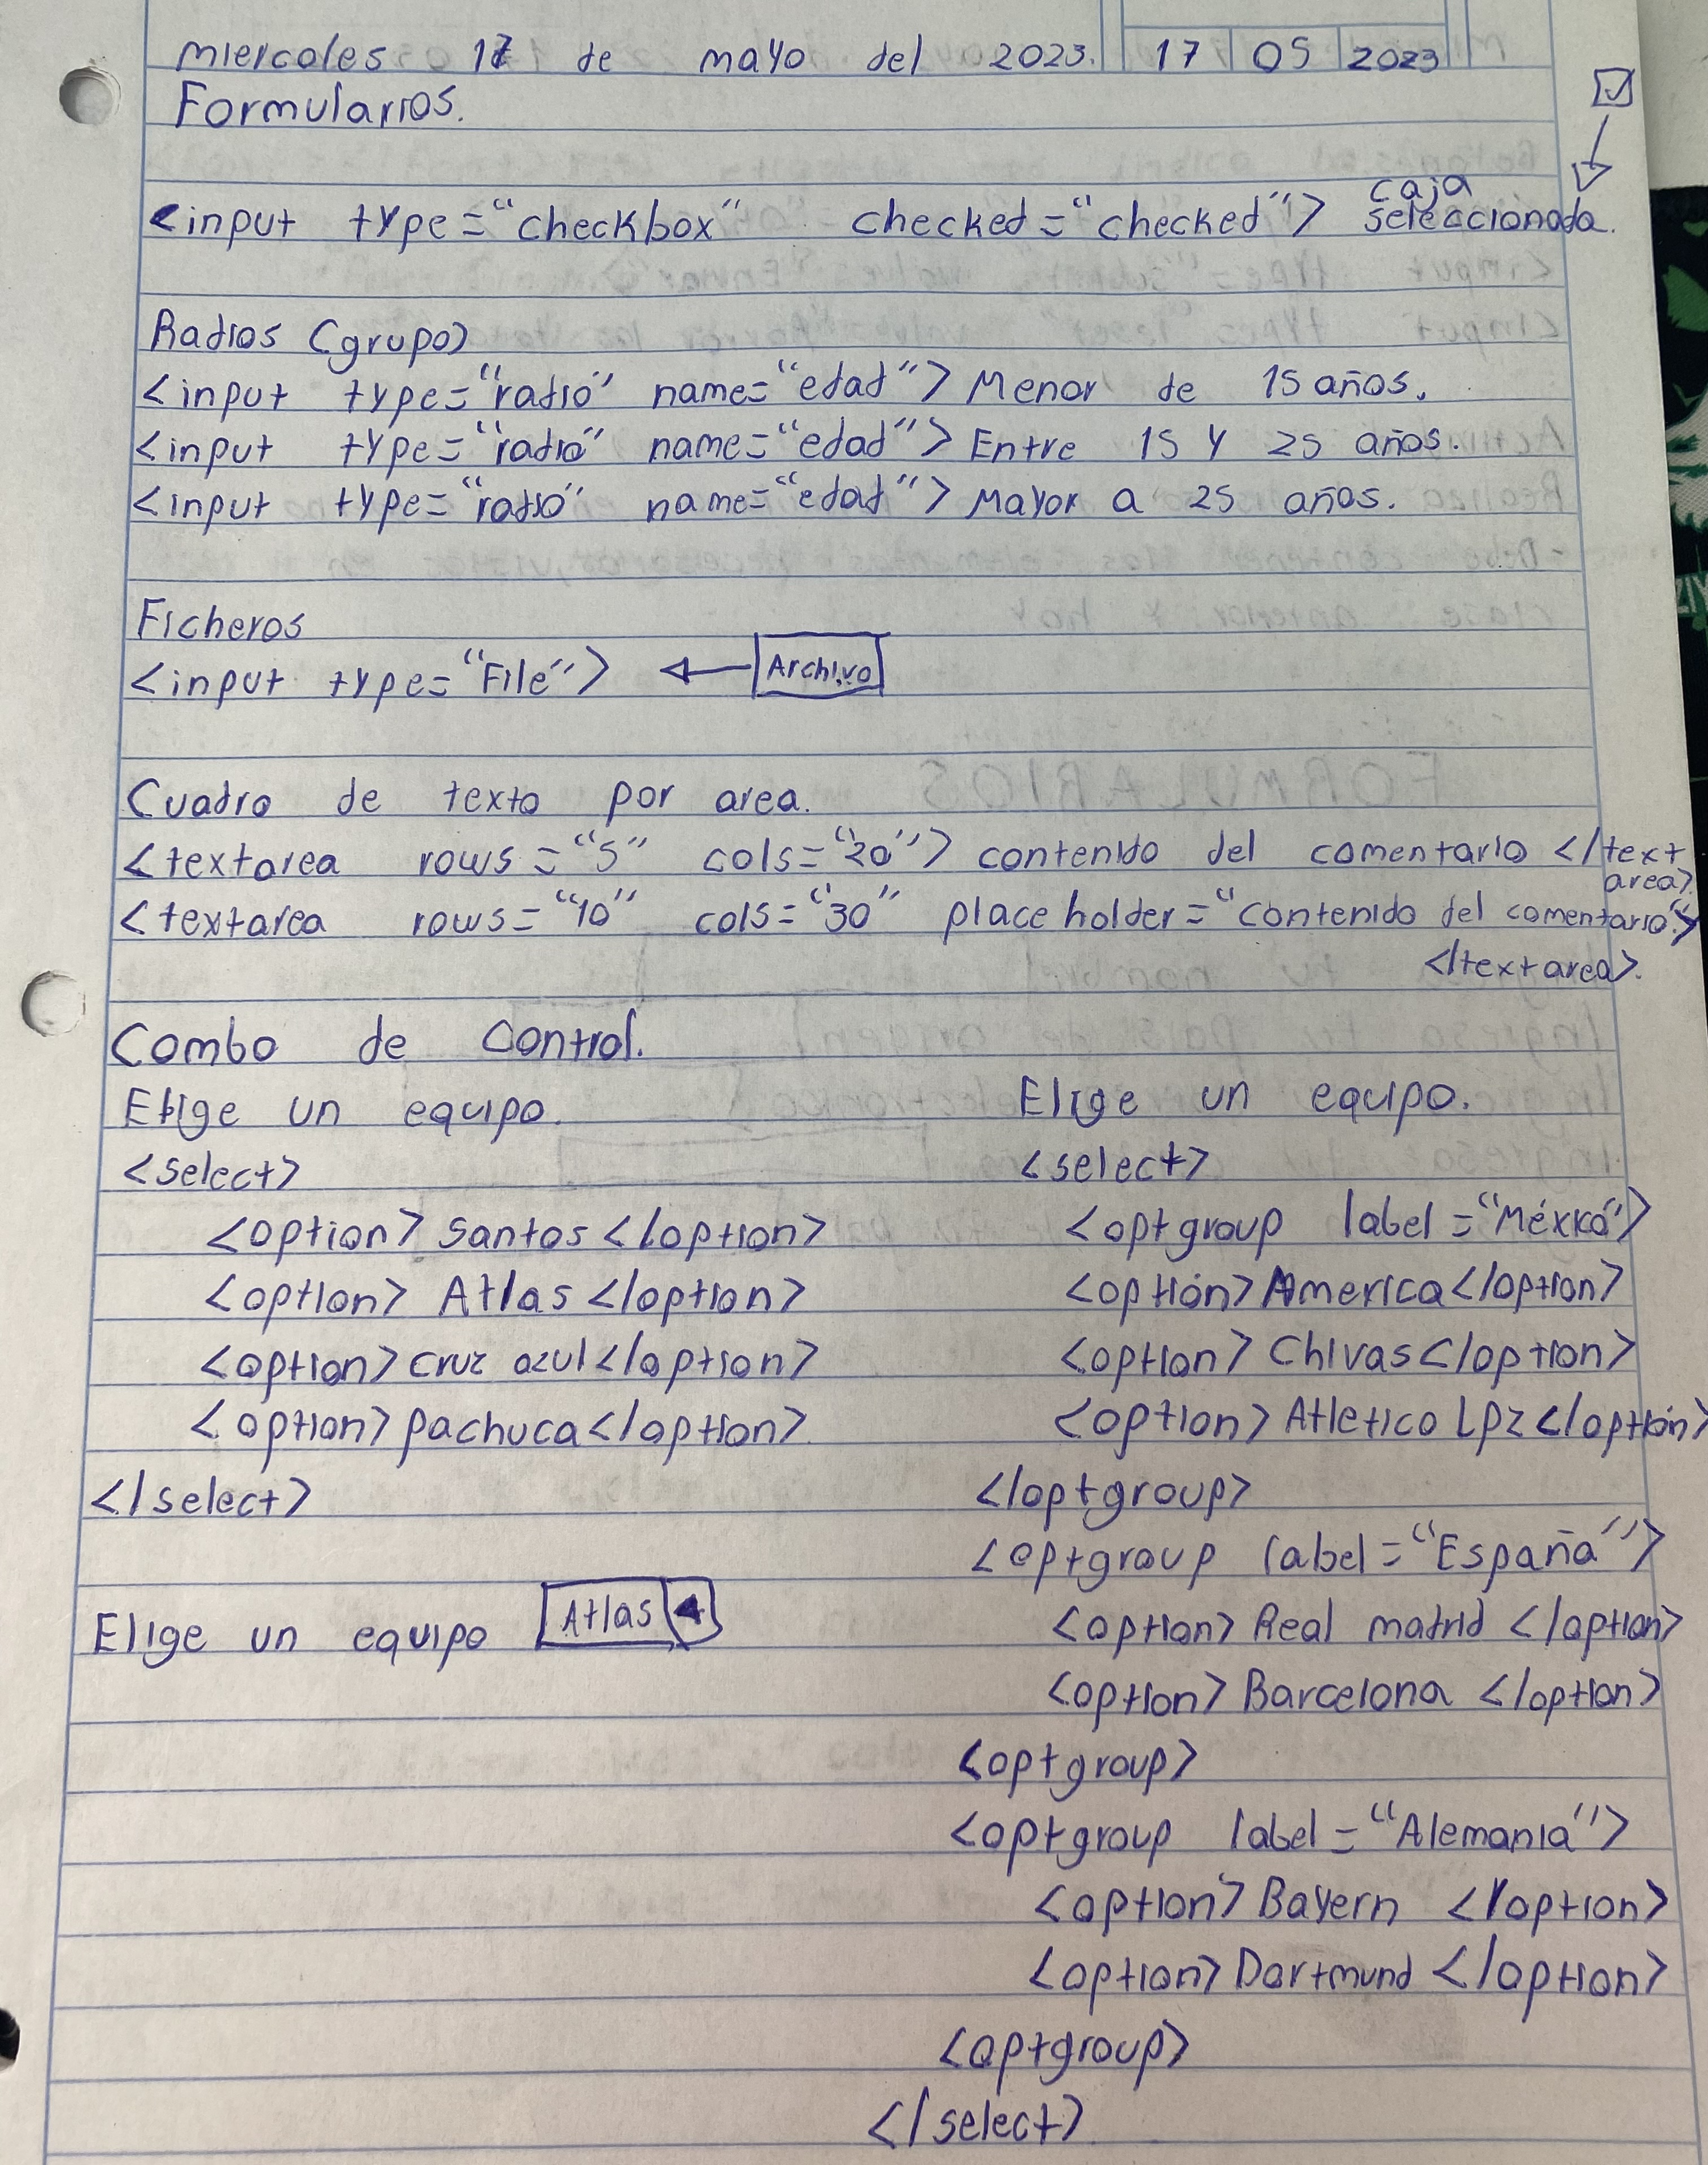 miercoles 17 de mayo del 2023. 17 05 2023
Formularios.
<input type="checkbox" checked="checked"> caja seleccionada.
Radios (grupo)
<input type="radio" name="edad"> Menor de 15 años.
<input type="radio" name="edad"> Entre 15 y 25 años.
<input type="radio" name="edad"> Mayor a 25 años.
Ficheros
<input type="File"> Archivo
Cuadro de texto por area.
<textarea rows="5" cols="20"> contenido del comentario </text
area>
<textarea rows="10" cols="30" placeholder="contenido del comentario">
</textarea>.
Combo de control.
Elige un equipo.
<select>
<option> Santos </option>
<option> Atlas </option>
<option> cruz azul </option>
<option> pachuca </option>
</select>
Elige un equipo Atlas
Elige un equipo.
<select>
<optgroup label="México">
<option> America </option>
<option> Chivas </option>
<option> Atletico Lpz </option>
</optgroup>
<optgroup label="España">
<option> Real madrid </option>
<option> Barcelona </option>
<optgroup>
<optgroup label="Alemania">
<option> Bayern </option>
<option> Dortmund </option>
<optgroup>
</select>